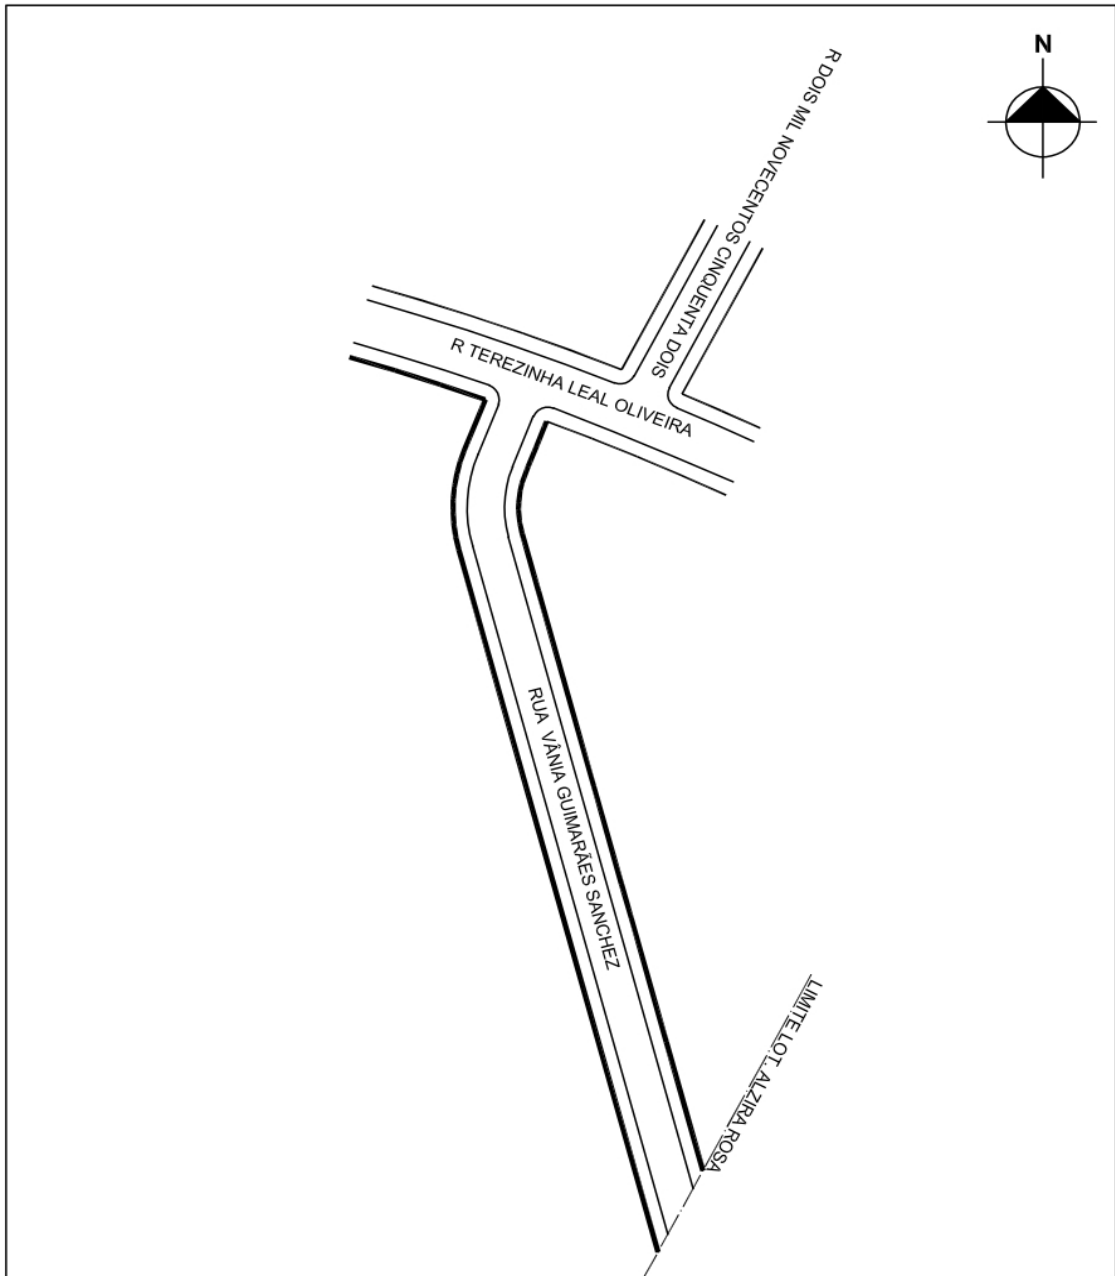 N
R DOIS MIL NOVECENTOS CINQUENTA DOIS
R TEREZINHA LEAL OLIVEIRA
RUA VÂNIA GUIMARÃES SANCHEZ
LIMITE LOT. ALZIRA ROSA